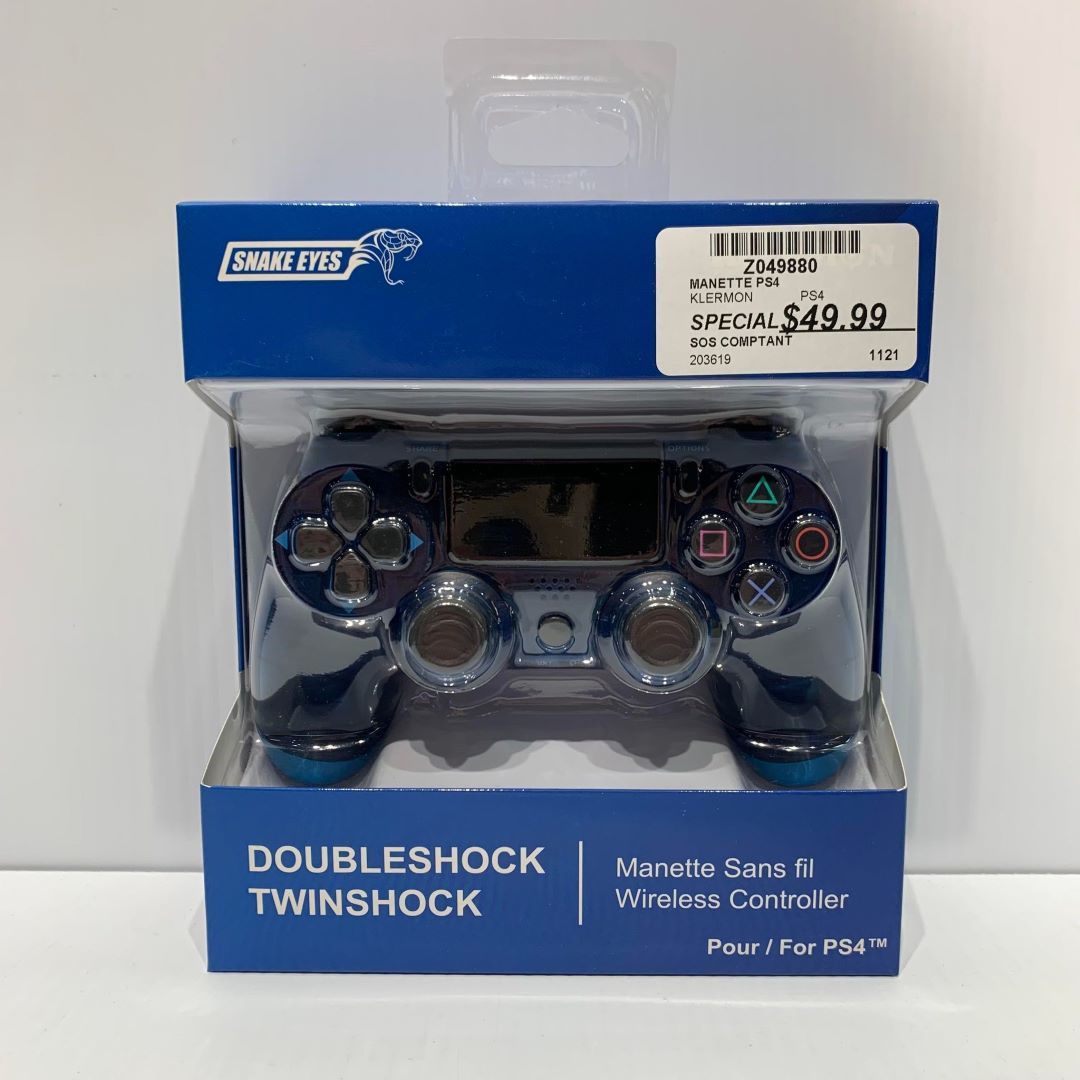 SNAKE EYES
Z049880
MANETTE PS4
KLERMON PS4
SPECIAL $49.99
SOS COMPTANT
203619 1121
SHARE
OPTIONS
DOUBLESHOCK
TWINSHOCK
Manette Sans fil
Wireless Controller
Pour / For PS4™